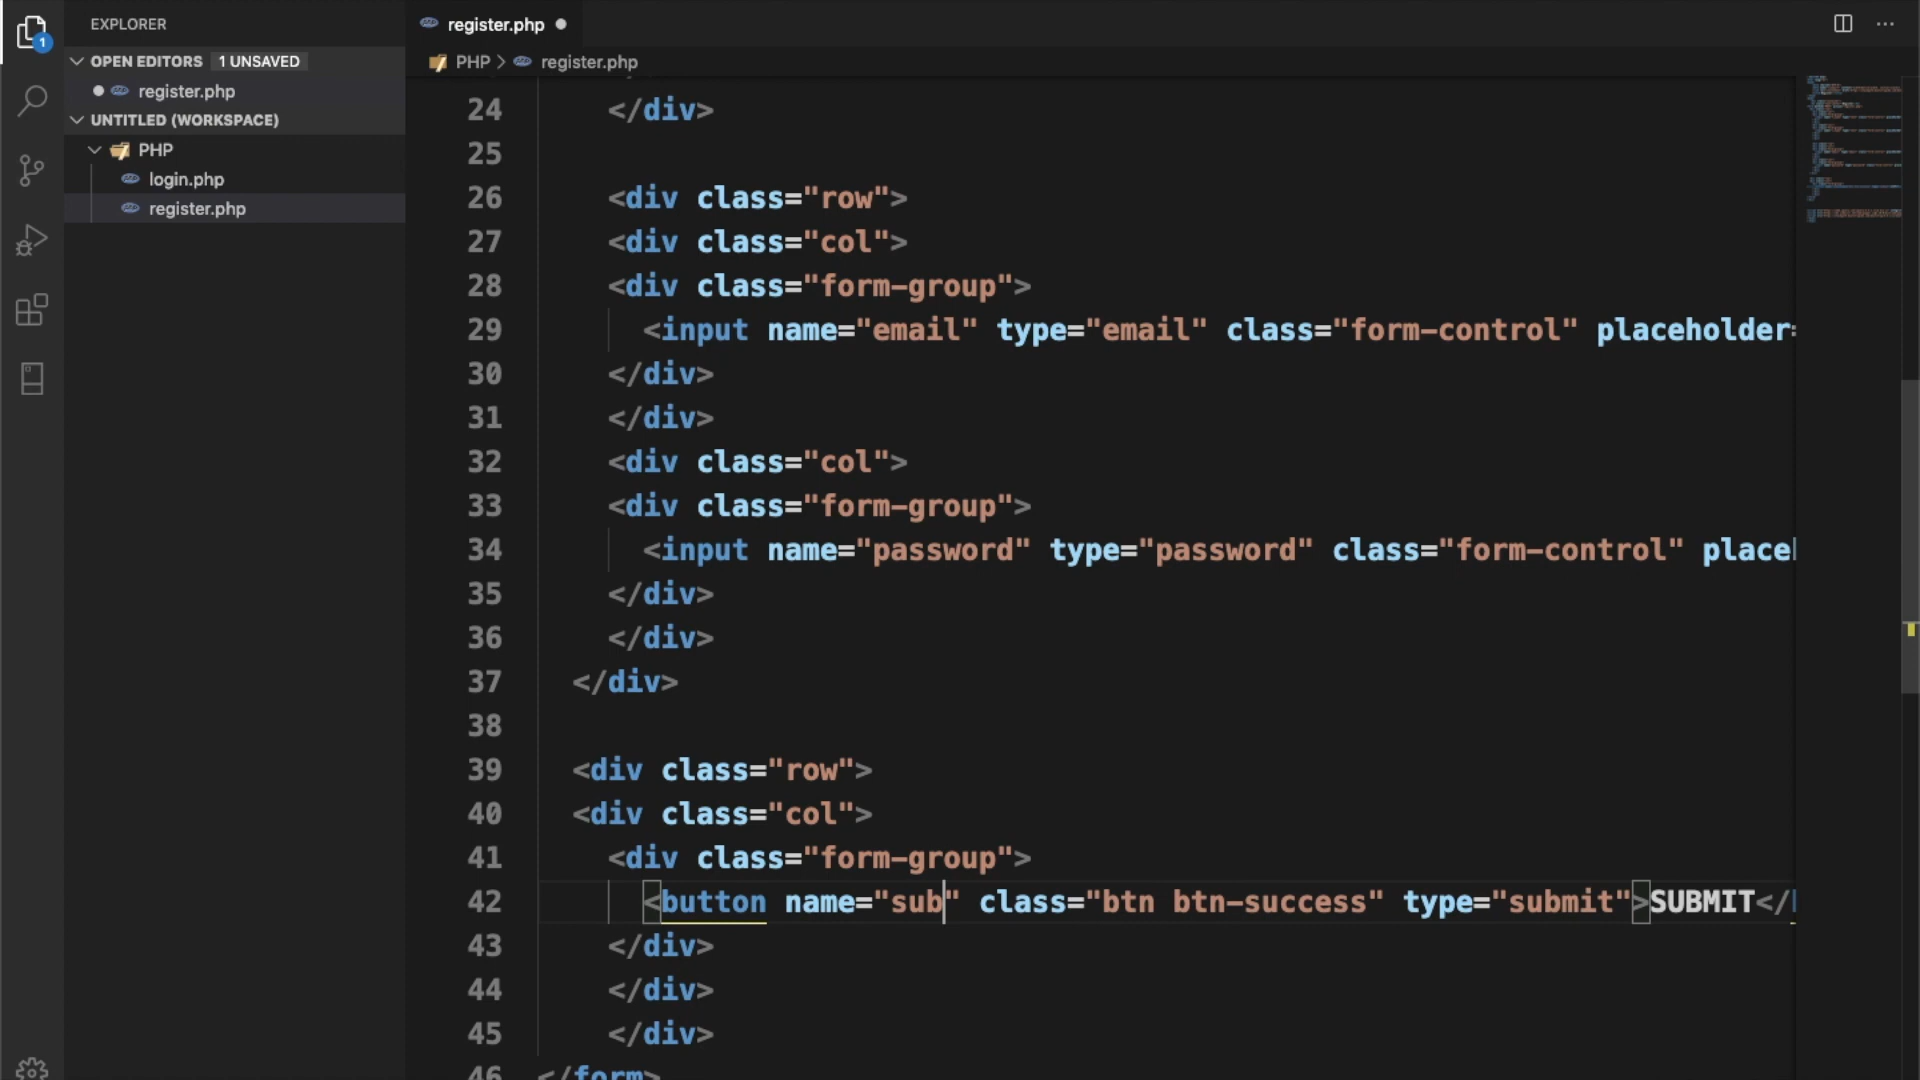 EXPLORER
OPEN EDITORS 1 UNSAVED
register.php
UNTITLED (WORKSPACE)
PHP
login.php
register.php
1
register.php
PHP > register.php
24 </div>
25
26 <div class="row">
27 <div class="col">
28 <div class="form-group">
29 <input name="email" type="email" class="form-control" placeholder=
30 </div>
31 </div>
32 <div class="col">
33 <div class="form-group">
34 <input name="password" type="password" class="form-control" placel
35 </div>
36 </div>
37 </div>
38
39 <div class="row">
40 <div class="col">
41 <div class="form-group">
42 <button name="sub" class="btn btn-success" type="submit">SUBMIT</
43 </div>
44 </div>
45 </div>
46 </form>